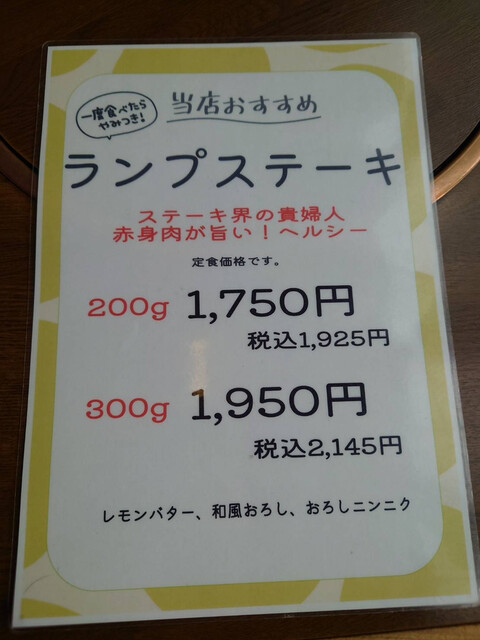 一度食べたら
やみつき!
当店おすすめ
ランプステーキ
ステーキ界の貴婦人
赤身肉が旨い!ヘルシー
定食価格です。
200g 1,750円
税込1,925円
300g 1,950円
税込2,145円
レモンバター、和風おろし、おろしニンニク